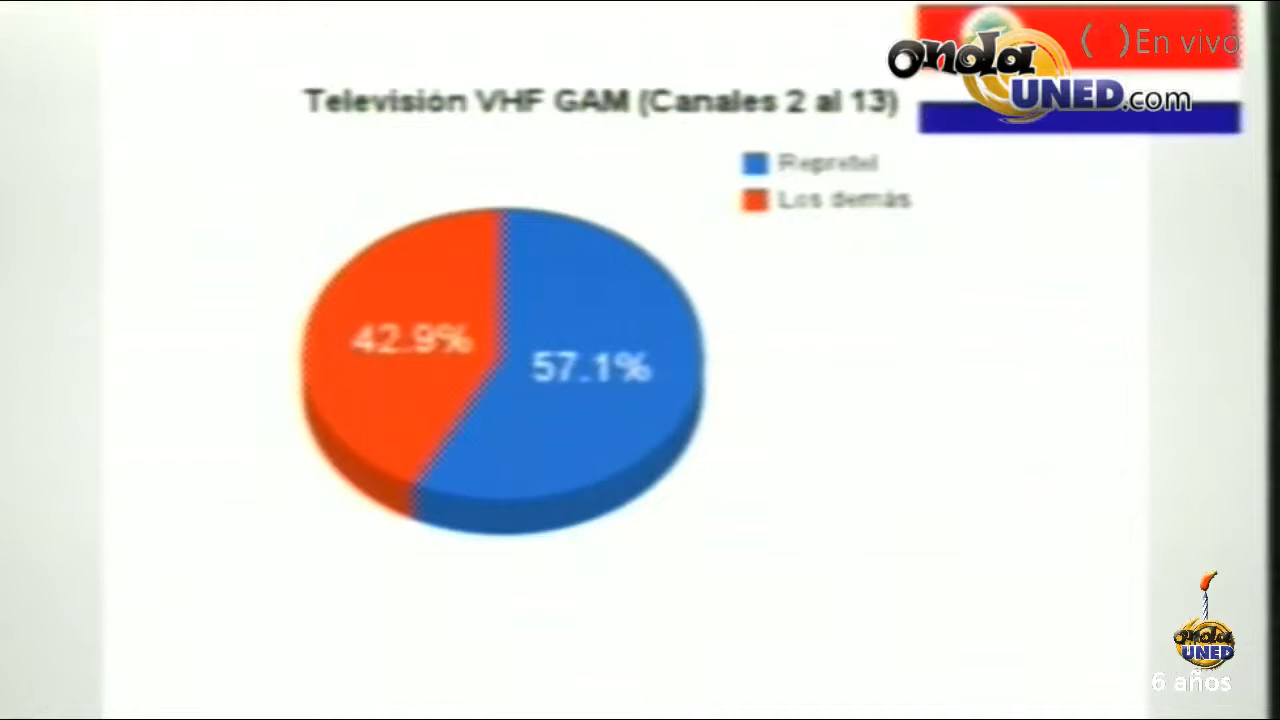 onda
UNED.com
( ) En vivo
Televisión VHF GAM (Canales 2 al 13)
Repretel
Los demás
42.9%
57.1%
onda
UNED
6 años